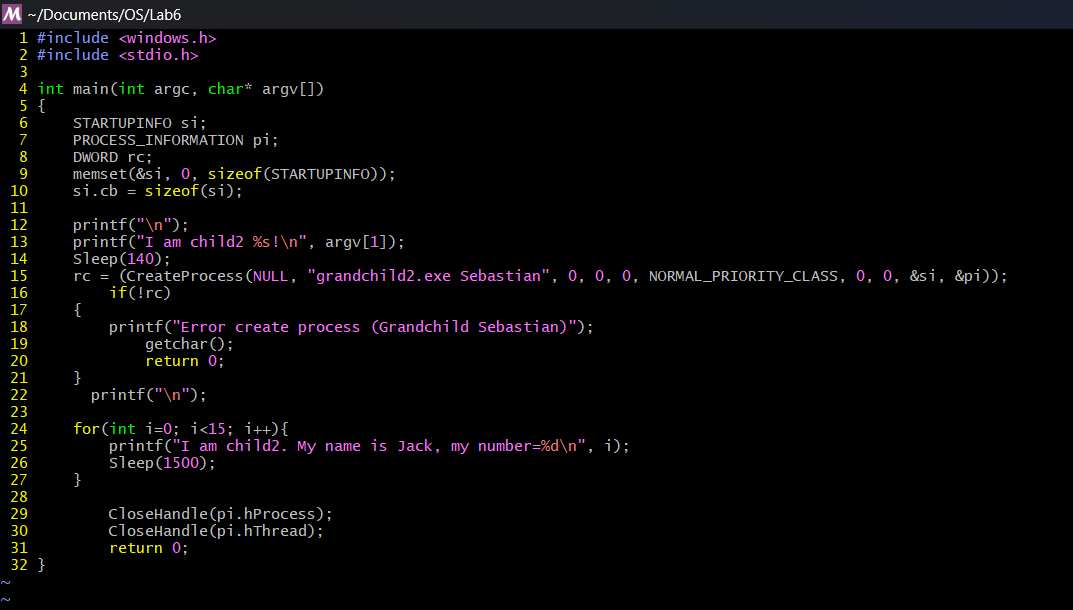 M ~/Documents/OS/Lab6
1 #include <windows.h>
2 #include <stdio.h>
3
4 int main(int argc, char* argv[])
5 {
6     STARTUPINFO si;
7     PROCESS_INFORMATION pi;
8     DWORD rc;
9     memset(&si, 0, sizeof(STARTUPINFO));
10     si.cb = sizeof(si);
11
12     printf("\n");
13     printf("I am child2 %s!\n", argv[1]);
14     Sleep(140);
15     rc = (CreateProcess(NULL, "grandchild2.exe Sebastian", 0, 0, 0, NORMAL_PRIORITY_CLASS, 0, 0, &si, &pi));
16         if(!rc)
17     {
18         printf("Error create process (Grandchild Sebastian)");
19             getchar();
20             return 0;
21     }
22       printf("\n");
23
24     for(int i=0; i<15; i++){
25         printf("I am child2. My name is Jack, my number=%d\n", i);
26         Sleep(1500);
27     }
28
29         CloseHandle(pi.hProcess);
30         CloseHandle(pi.hThread);
31         return 0;
32 }
~
~